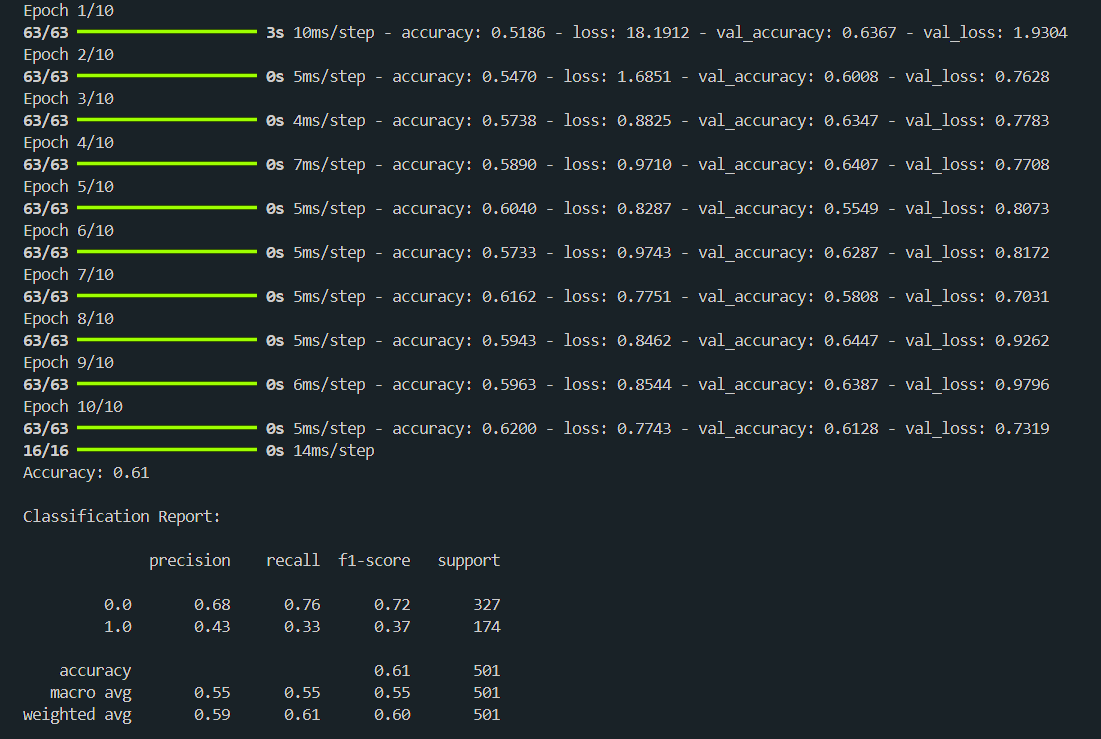 Epoch 1/10
63/63 3s 10ms/step - accuracy: 0.5186 - loss: 18.1912 - val_accuracy: 0.6367 - val_loss: 1.9304
Epoch 2/10
63/63 0s 5ms/step - accuracy: 0.5470 - loss: 1.6851 - val_accuracy: 0.6008 - val_loss: 0.7628
Epoch 3/10
63/63 0s 4ms/step - accuracy: 0.5738 - loss: 0.8825 - val_accuracy: 0.6347 - val_loss: 0.7783
Epoch 4/10
63/63 0s 7ms/step - accuracy: 0.5890 - loss: 0.9710 - val_accuracy: 0.6407 - val_loss: 0.7708
Epoch 5/10
63/63 0s 5ms/step - accuracy: 0.6040 - loss: 0.8287 - val_accuracy: 0.5549 - val_loss: 0.8073
Epoch 6/10
63/63 0s 5ms/step - accuracy: 0.5733 - loss: 0.9743 - val_accuracy: 0.6287 - val_loss: 0.8172
Epoch 7/10
63/63 0s 5ms/step - accuracy: 0.6162 - loss: 0.7751 - val_accuracy: 0.5808 - val_loss: 0.7031
Epoch 8/10
63/63 0s 5ms/step - accuracy: 0.5943 - loss: 0.8462 - val_accuracy: 0.6447 - val_loss: 0.9262
Epoch 9/10
63/63 0s 6ms/step - accuracy: 0.5963 - loss: 0.8544 - val_accuracy: 0.6387 - val_loss: 0.9796
Epoch 10/10
63/63 0s 5ms/step - accuracy: 0.6200 - loss: 0.7743 - val_accuracy: 0.6128 - val_loss: 0.7319
16/16 0s 14ms/step
Accuracy: 0.61
Classification Report:
precision recall f1-score support
0.0 0.68 0.76 0.72 327
1.0 0.43 0.33 0.37 174
accuracy 0.61 501
macro avg 0.55 0.55 0.55 501
weighted avg 0.59 0.61 0.60 501